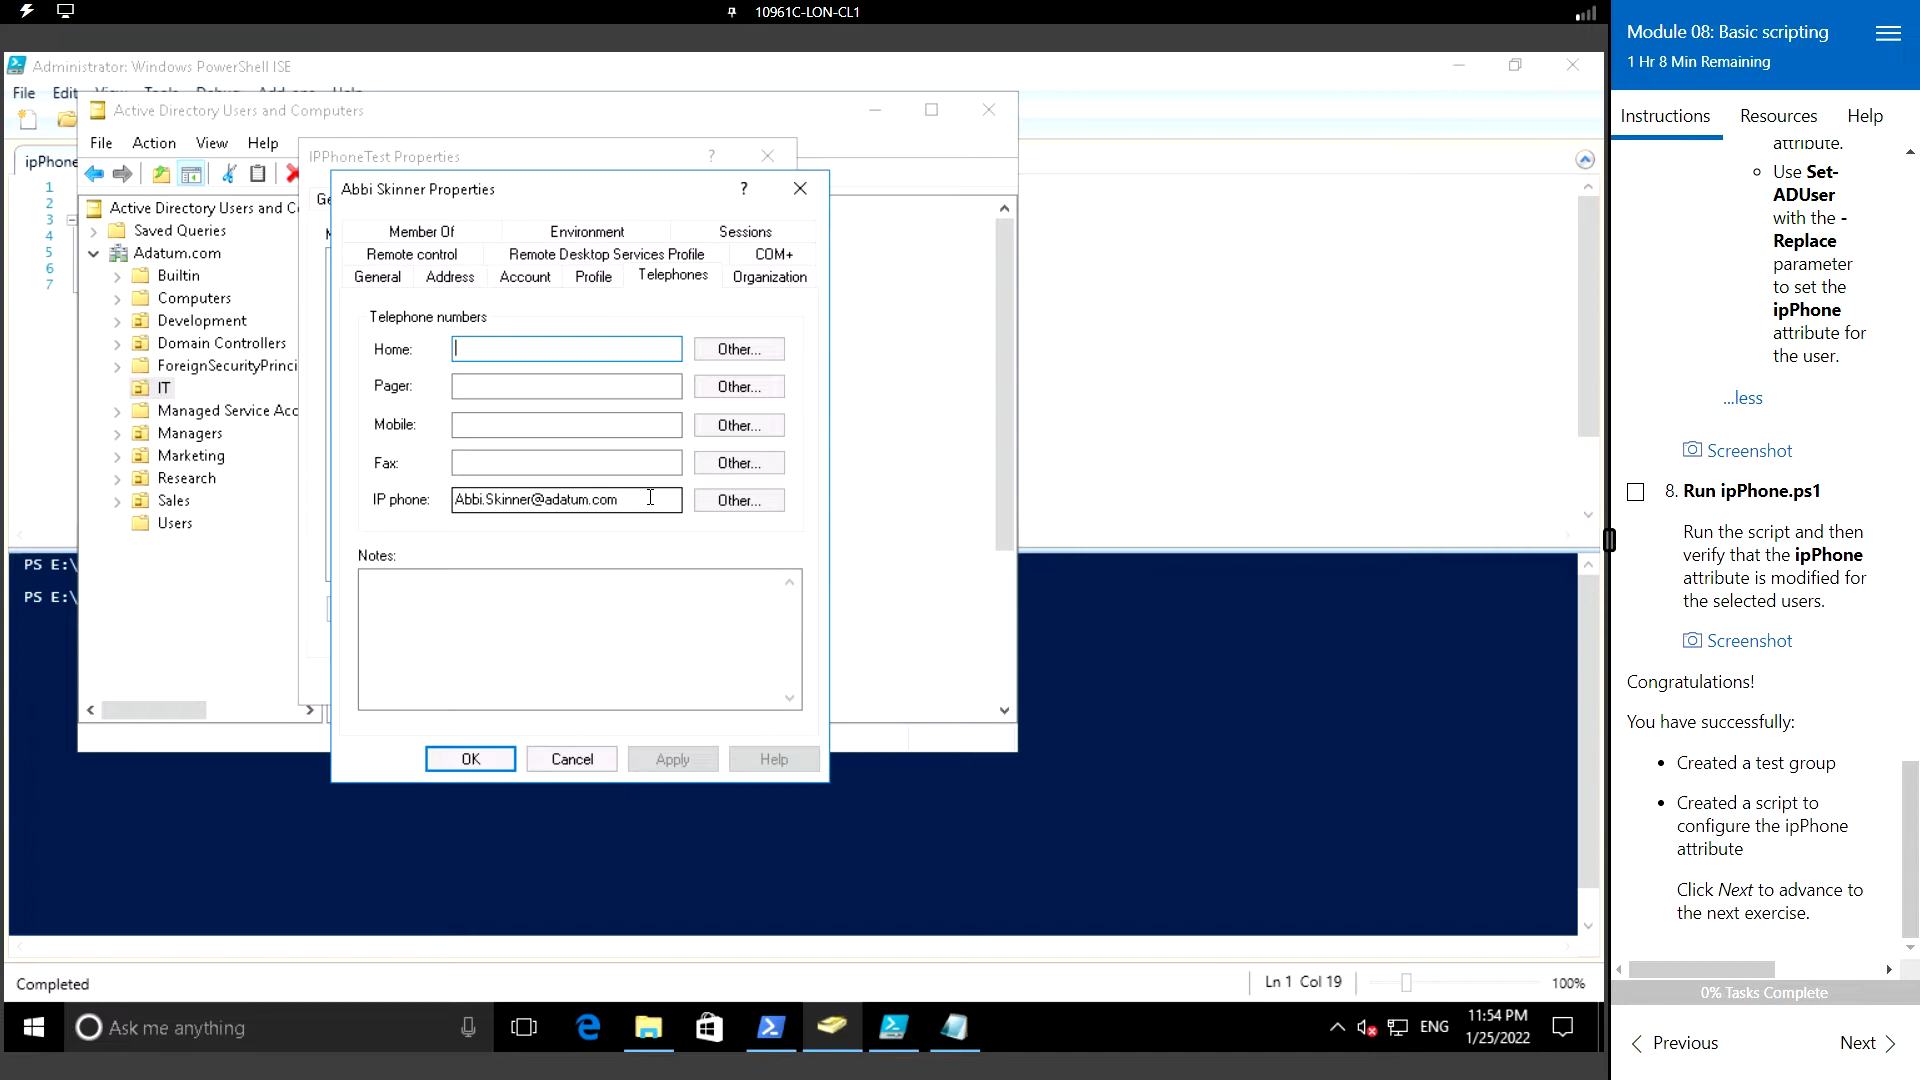 10961C-LON-CL1
Administrator: Windows PowerShell ISE
File Edit View Tools Debug Add-ons Help
Active Directory Users and Computers
File Action View Help
ipPhone
1
2
3
4
5
6
7
IPPhoneTest Properties
?
Ge
Active Directory Users and C
Saved Queries
Adatum.com
Builtin
Computers
Development
Domain Controllers
ForeignSecurityPrinci
IT
Managed Service Acc
Managers
Marketing
Research
Sales
Users
Abbi Skinner Properties
?
Member Of Environment Sessions
Remote control Remote Desktop Services Profile COM+
General Address Account Profile Telephones Organization
Telephone numbers
Home: Other...
Pager: Other...
Mobile: Other...
Fax: Other...
IP phone: Abbi.Skinner@adatum.com Other...
Notes:
OK Cancel Apply Help
PS E:\
PS E:\
Completed
Ln 1 Col 19
100%
Ask me anything
ENG
11:54 PM
1/25/2022
Module 08: Basic scripting
1 Hr 8 Min Remaining
Instructions Resources Help
attribute.
Use Set-
ADUser
with the -
Replace
parameter
to set the
ipPhone
attribute for
the user.
...less
Screenshot
8. Run ipPhone.ps1
Run the script and then
verify that the ipPhone
attribute is modified for
the selected users.
Screenshot
Congratulations!
You have successfully:
• Created a test group
• Created a script to
configure the ipPhone
attribute
Click Next to advance to
the next exercise.
0% Tasks Complete
Previous Next